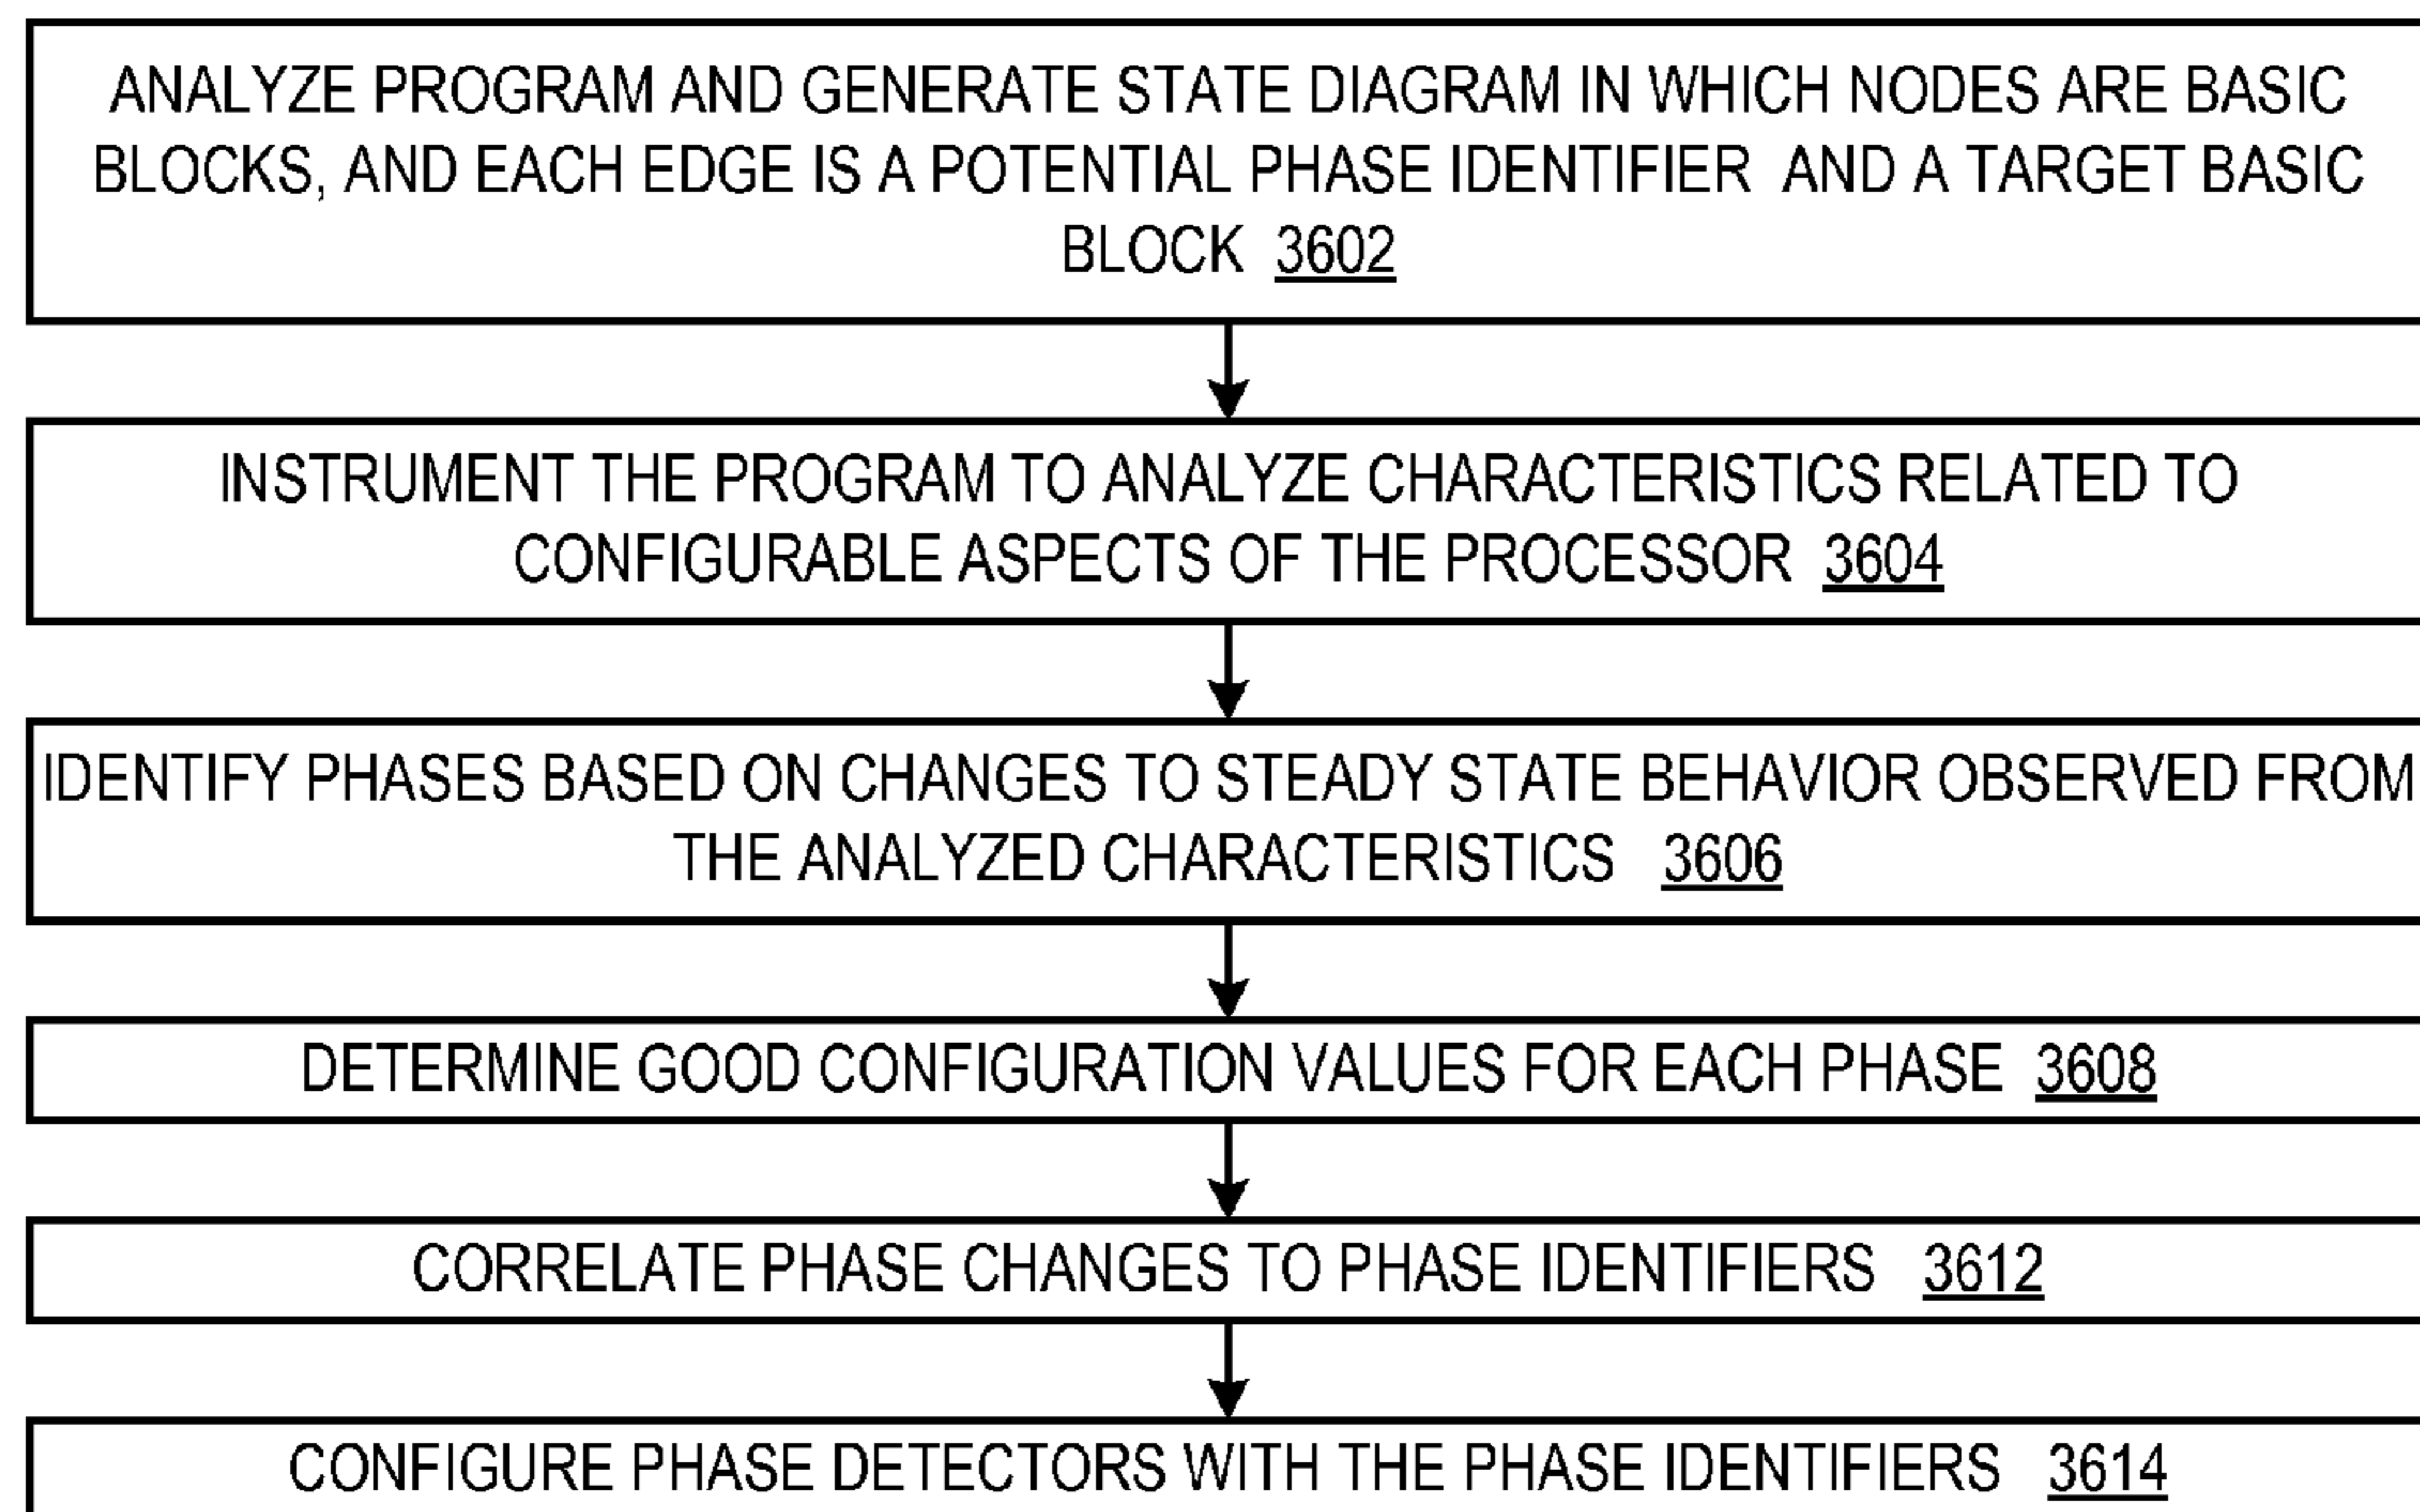 ANALYZE PROGRAM AND GENERATE STATE DIAGRAM IN WHICH NODES ARE BASIC
BLOCKS, AND EACH EDGE IS A POTENTIAL PHASE IDENTIFIER AND A TARGET BASIC
BLOCK 3602
INSTRUMENT THE PROGRAM TO ANALYZE CHARACTERISTICS RELATED TO
CONFIGURABLE ASPECTS OF THE PROCESSOR 3604
IDENTIFY PHASES BASED ON CHANGES TO STEADY STATE BEHAVIOR OBSERVED FROM
THE ANALYZED CHARACTERISTICS 3606
DETERMINE GOOD CONFIGURATION VALUES FOR EACH PHASE 3608
CORRELATE PHASE CHANGES TO PHASE IDENTIFIERS 3612
CONFIGURE PHASE DETECTORS WITH THE PHASE IDENTIFIERS 3614